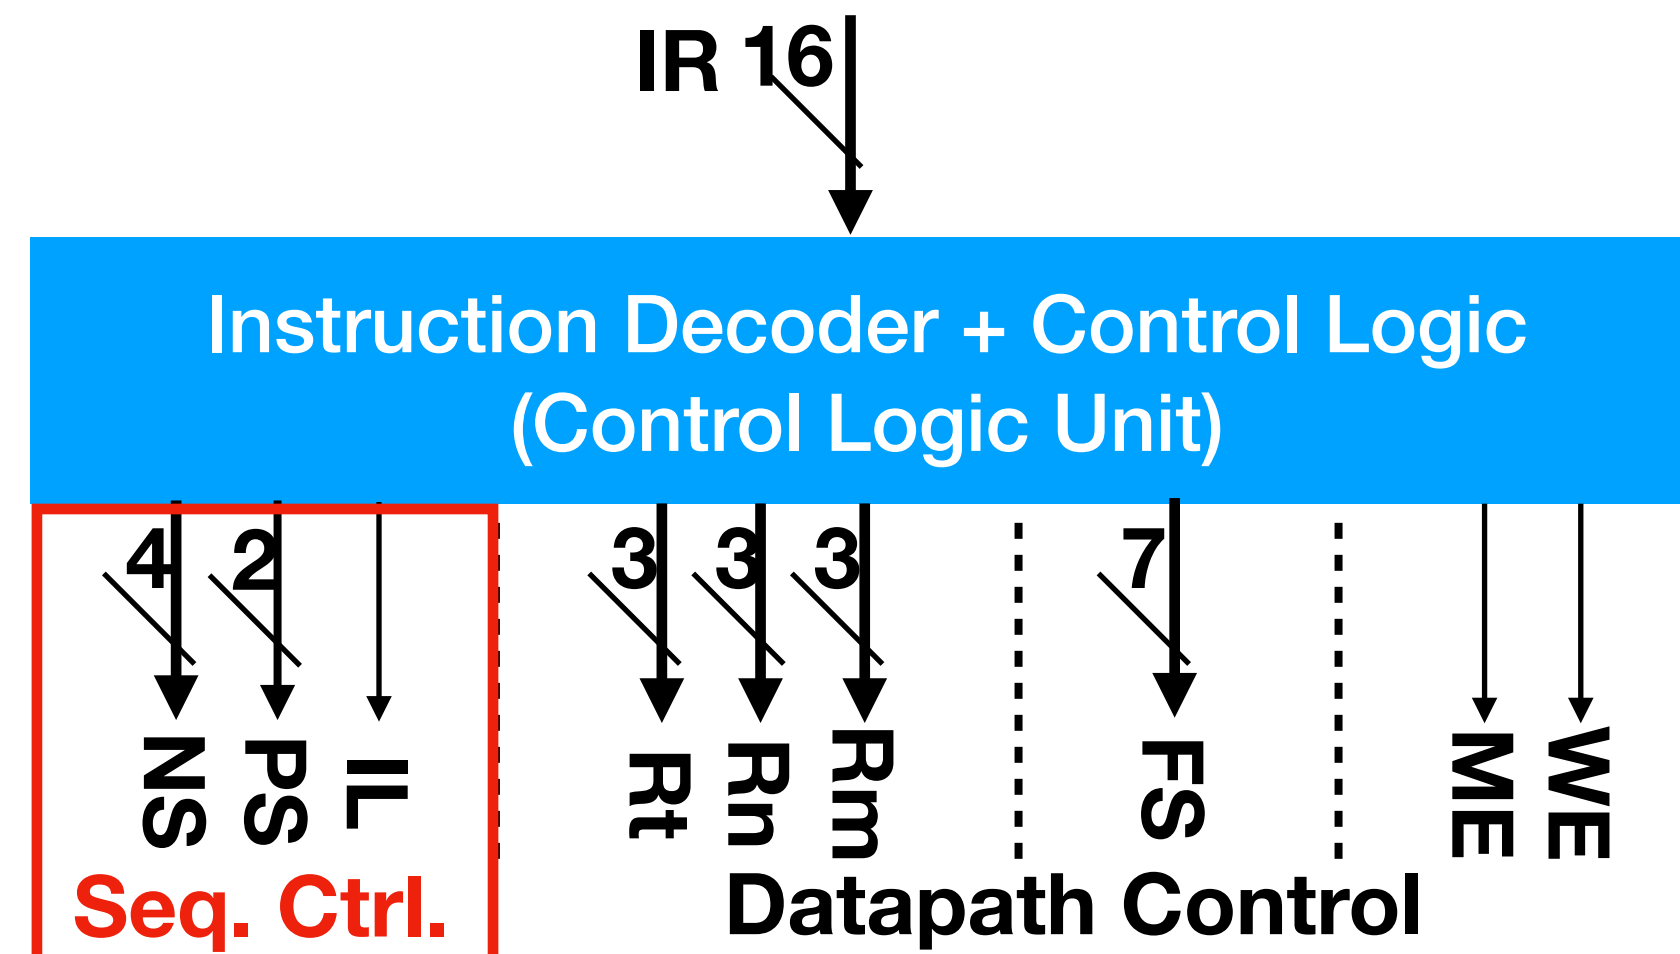 IR 16
Instruction Decoder + Control Logic
(Control Logic Unit)
4 2 3 3 3 7
NS PS IL Rt Rn Rm FS ME WE
Seq. Ctrl. Datapath Control